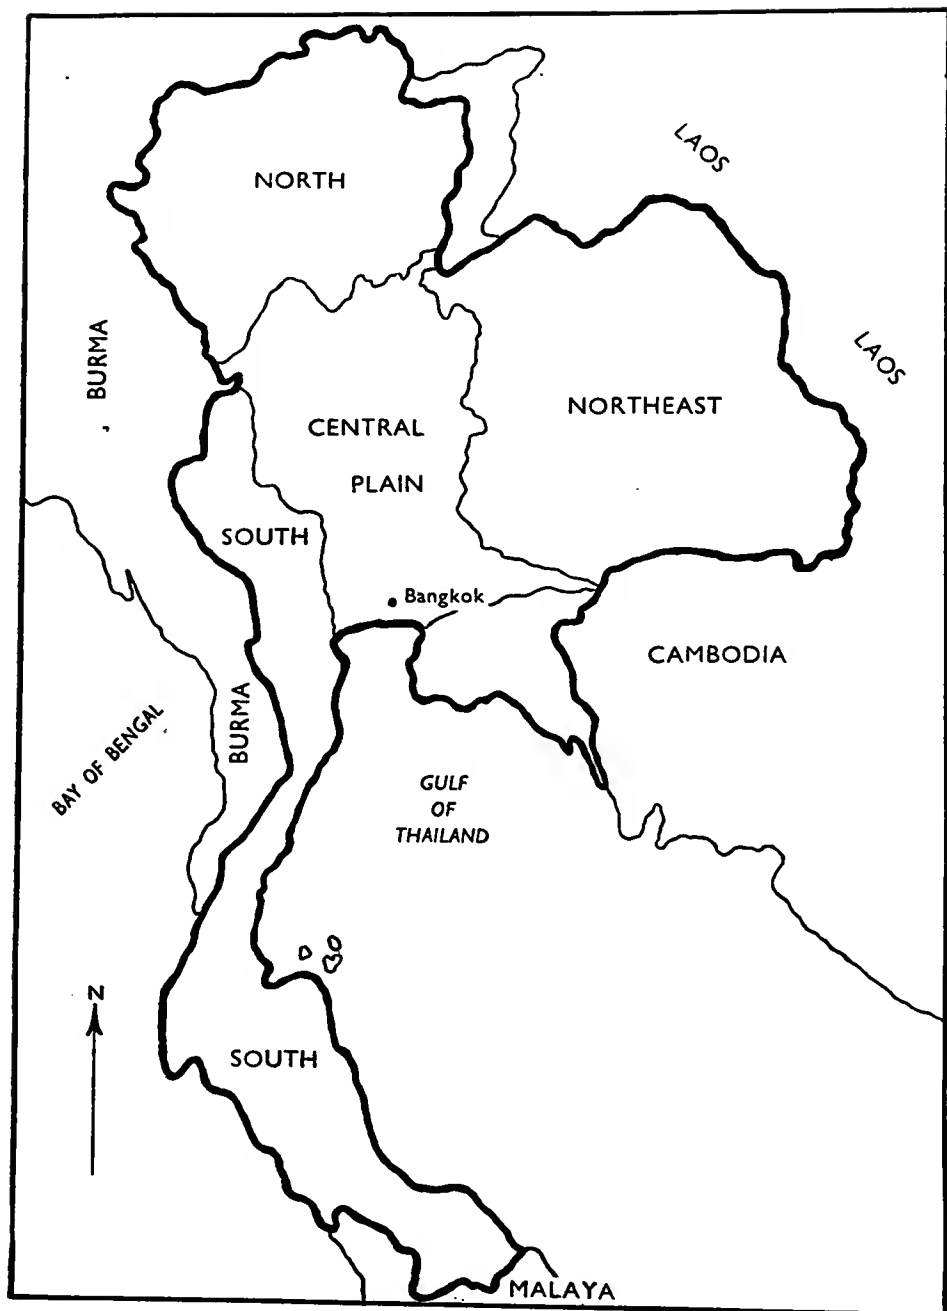 LAOS
NORTH
BURMA
LAOS
NORTHEAST
CENTRAL
PLAIN
SOUTH
Bangkok
CAMBODIA
BURMA
BAY OF BENGAL
GULF
OF
THAILAND
N
SOUTH
MALAYA